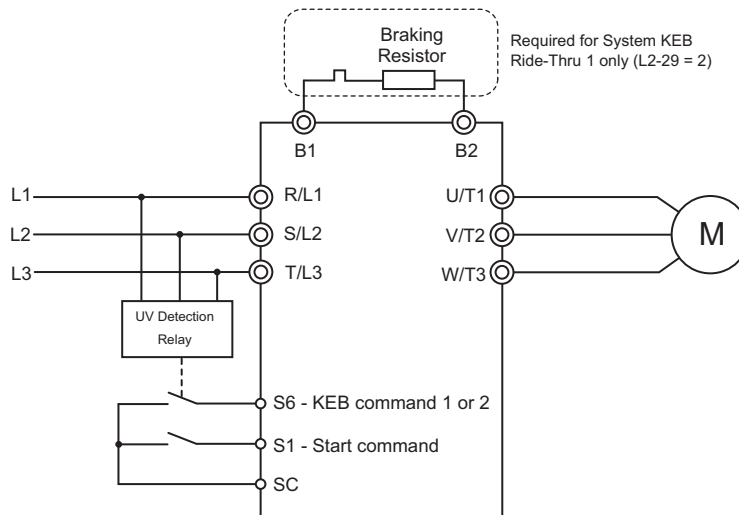 Braking
Resistor
Required for System KEB
Ride-Thru 1 only (L2-29 = 2)
B1
B2
L1
R/L1
U/T1
L2
S/L2
V/T2
M
L3
T/L3
W/T3
UV Detection
Relay
S6 - KEB command 1 or 2
S1 - Start command
SC